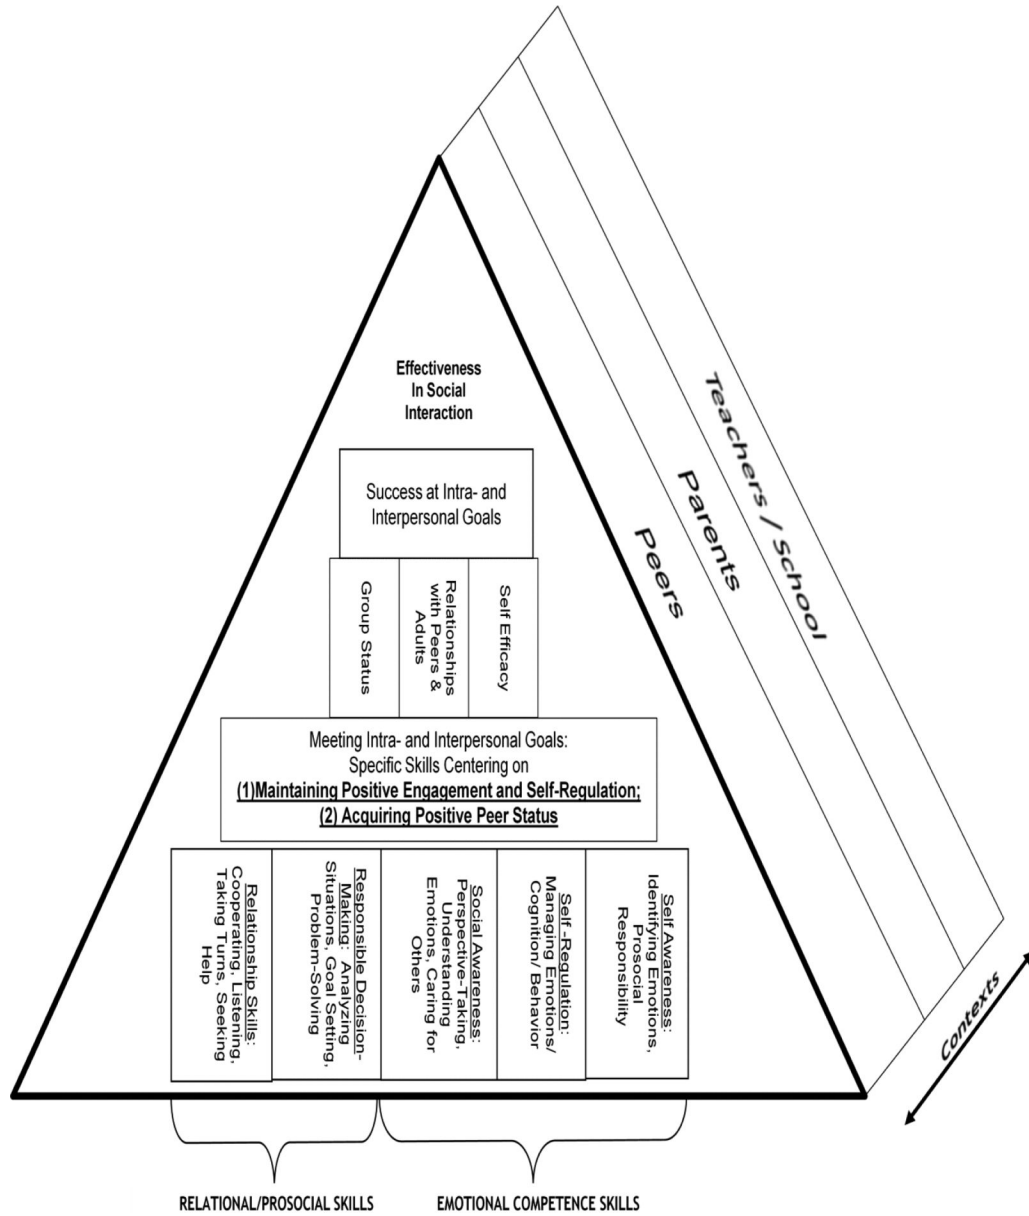 Effectiveness
In Social
Interaction
Success at Intra- and
Interpersonal Goals
Group Status
Relationships
with Peers &
Adults
Self Efficacy
Meeting Intra- and Interpersonal Goals:
Specific Skills Centering on
(1)Maintaining Positive Engagement and Self-Regulation;
(2) Acquiring Positive Peer Status
Relationship Skills:
Cooperating, Listening,
Taking Turns, Seeking
Help
Responsible Decision-
Making: Analyzing
Situations, Goal Setting,
Problem-Solving
Social Awareness:
Perspective-Taking,
Understanding
Emotions, Caring for
Others
Self -Regulation:
Managing Emotions/
Cognition/ Behavior
Self Awareness:
Identifying Emotions,
Prosocial
Responsibility
Peers
Parents
Teachers / School
Contexts
RELATIONAL/PROSOCIAL SKILLS
EMOTIONAL COMPETENCE SKILLS